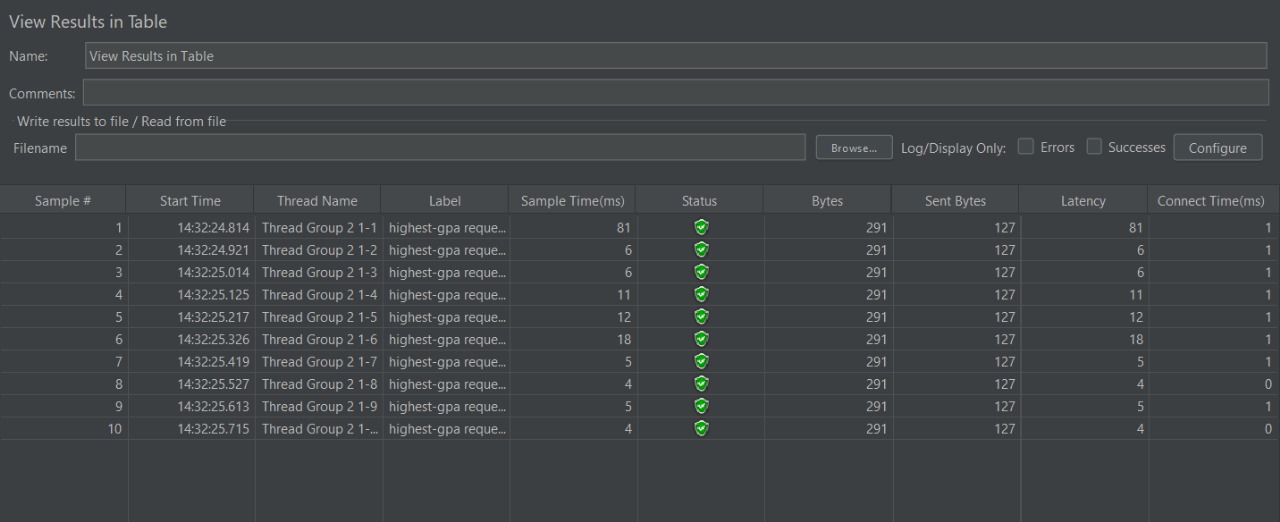 View Results in Table
Name: View Results in Table
Comments:
Write results to file / Read from file
Filename Browse... Log/Display Only: Errors Successes Configure
Sample # Start Time Thread Name Label Sample Time(ms) Status Bytes Sent Bytes Latency Connect Time(ms)
1 14:32:24.814 Thread Group 2 1-1 highest-gpa reque... 81 291 127 81 1
2 14:32:24.921 Thread Group 2 1-2 highest-gpa reque... 6 291 127 6 1
3 14:32:25.014 Thread Group 2 1-3 highest-gpa reque... 6 291 127 6 1
4 14:32:25.125 Thread Group 2 1-4 highest-gpa reque... 11 291 127 11 1
5 14:32:25.217 Thread Group 2 1-5 highest-gpa reque... 12 291 127 12 1
6 14:32:25.326 Thread Group 2 1-6 highest-gpa reque... 18 291 127 18 1
7 14:32:25.419 Thread Group 2 1-7 highest-gpa reque... 5 291 127 5 1
8 14:32:25.527 Thread Group 2 1-8 highest-gpa reque... 4 291 127 4 0
9 14:32:25.613 Thread Group 2 1-9 highest-gpa reque... 5 291 127 5 1
10 14:32:25.715 Thread Group 2 1-... highest-gpa reque... 4 291 127 4 0